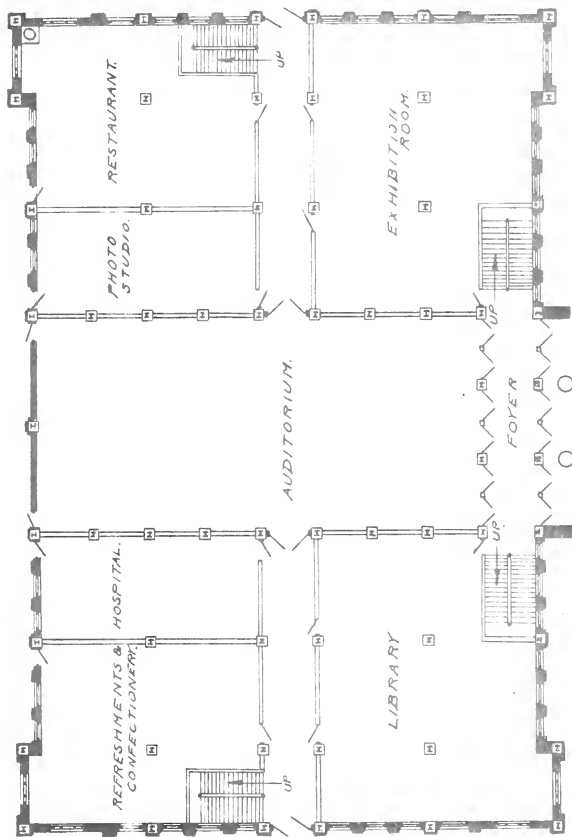 REFRESHMENTS &
CONFECTIONERY.
HOSPITAL.
PHOTO
STUDIO.
RESTAURANT.
UP
UP
AUDITORIUM.
LIBRARY
UP
FOYER
UP
EXHIBITION
ROOM.